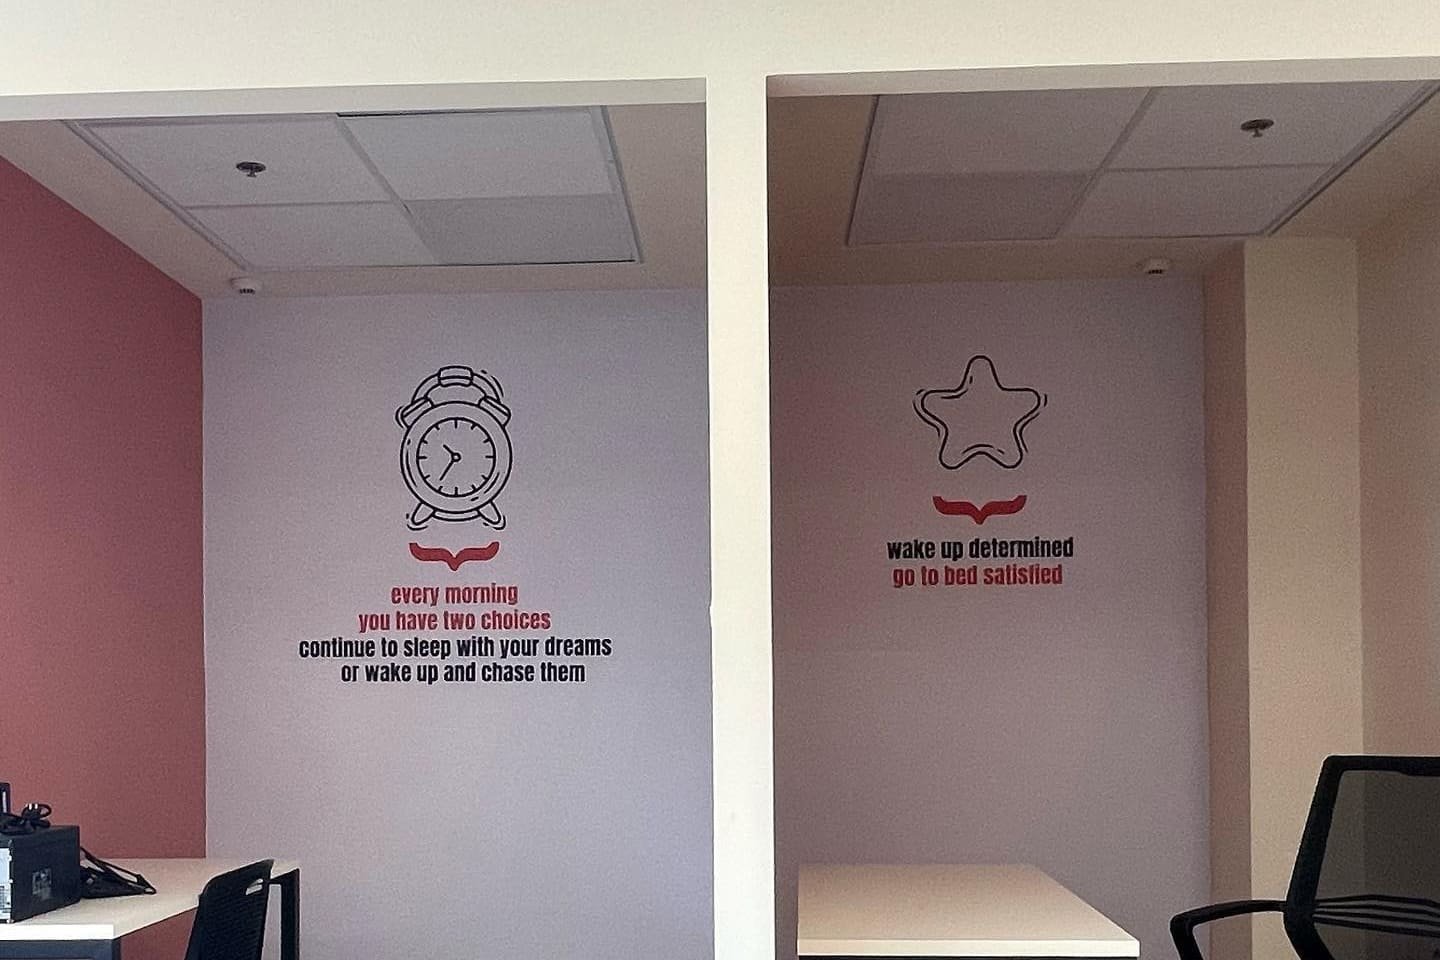 every morning
you have two choices
continue to sleep with your dreams
or wake up and chase them
wake up determined
go to bed satisfied